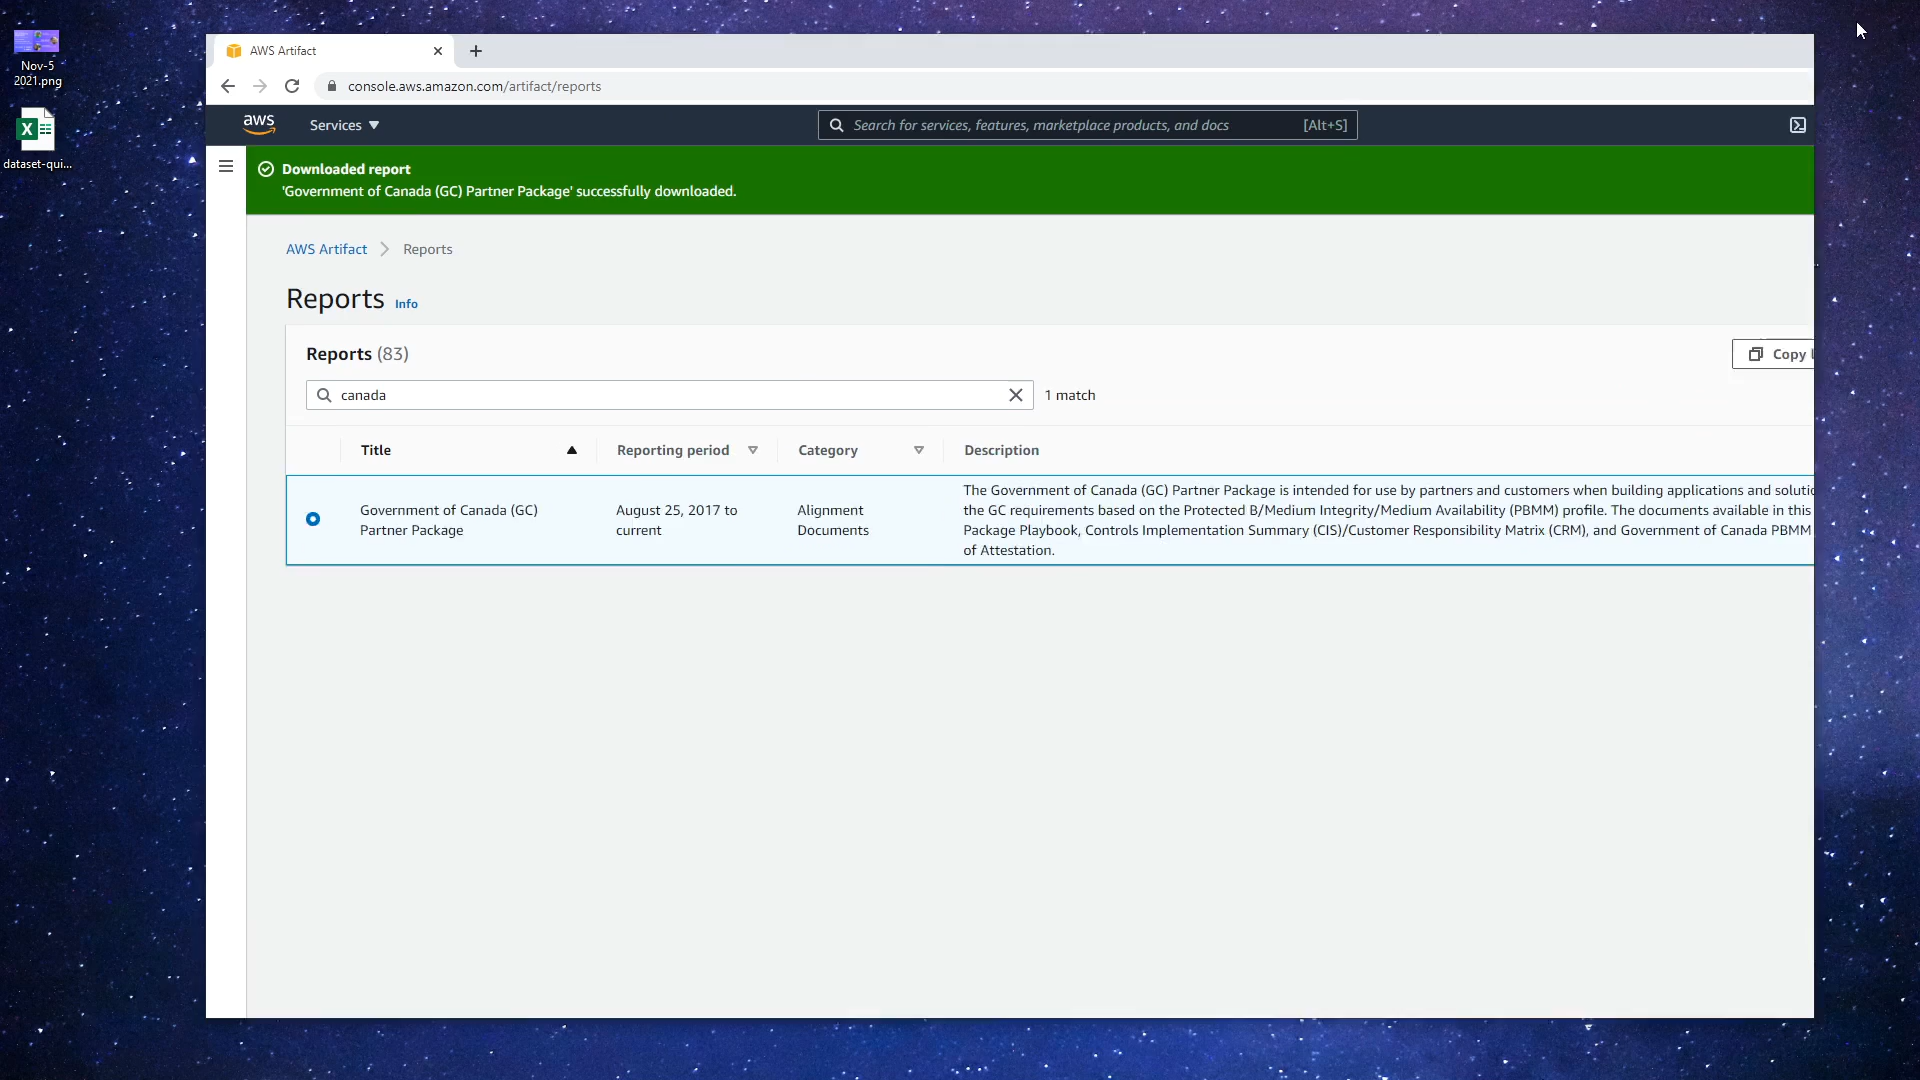 Nov-5
2021.png
dataset-qui...
AWS Artifact
console.aws.amazon.com/artifact/reports
aws
Services
Search for services, features, marketplace products, and docs [Alt+S]
Downloaded report
'Government of Canada (GC) Partner Package' successfully downloaded.
AWS Artifact Reports
Reports Info
Reports (83)
Copy l
canada
1 match
Title Reporting period Category Description
Government of Canada (GC)
Partner Package
August 25, 2017 to
current
Alignment
Documents
The Government of Canada (GC) Partner Package is intended for use by partners and customers when building applications and solutio
the GC requirements based on the Protected B/Medium Integrity/Medium Availability (PBMM) profile. The documents available in this
Package Playbook, Controls Implementation Summary (CIS)/Customer Responsibility Matrix (CRM), and Government of Canada PBMM
of Attestation.